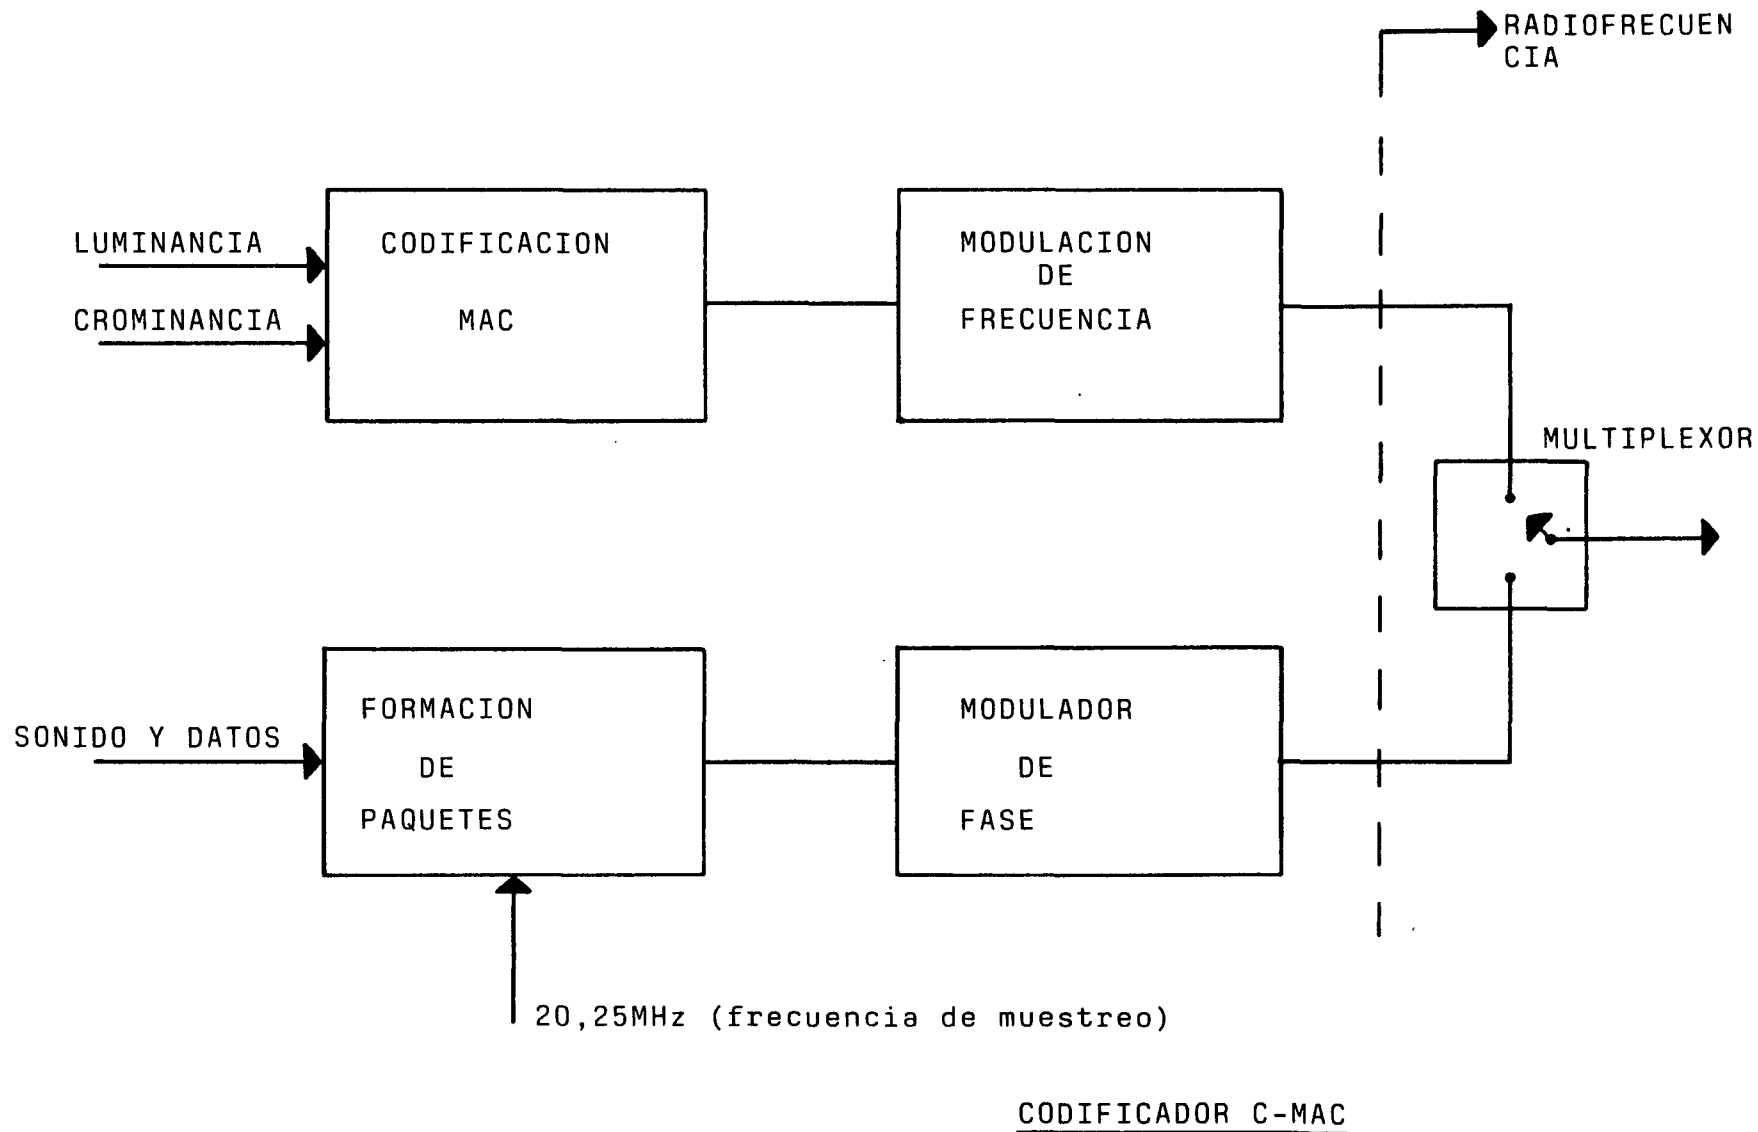 RADIOFRECUEN
CIA
LUMINANCIA
CROMINANCIA
CODIFICACION
MAC
MODULACION
DE
FRECUENCIA
MULTIPLEXOR
SONIDO Y DATOS
FORMACION
DE
PAQUETES
MODULADOR
DE
FASE
20,25MHz (frecuencia de muestreo)
CODIFICADOR C-MAC